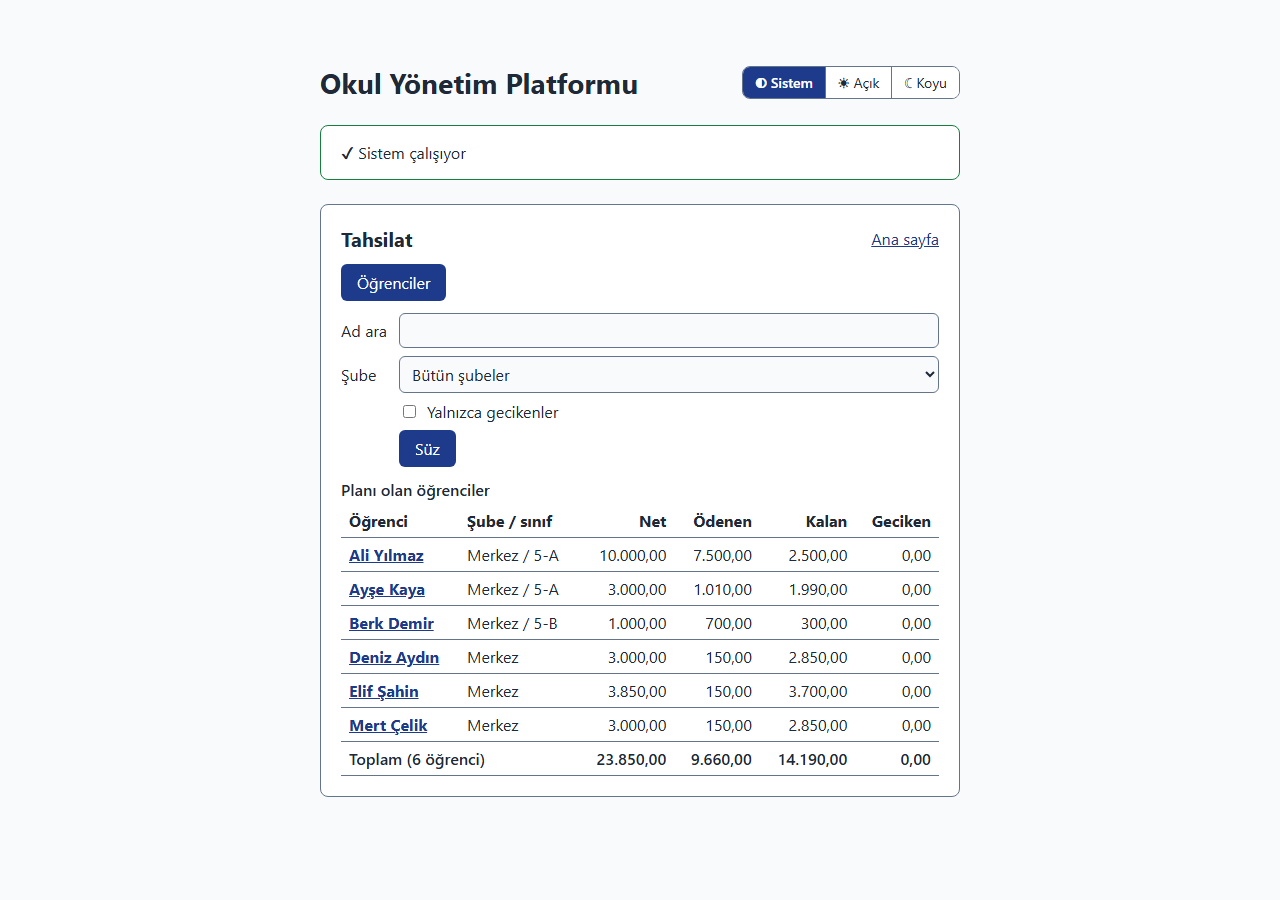 Okul Yönetim Platformu
◐ Sistem ☀ Açık ☾ Koyu
✓ Sistem çalışıyor
Tahsilat Ana sayfa
Öğrenciler
Ad ara
Şube Bütün şubeler
Yalnızca gecikenler
Süz
Planı olan öğrenciler
Öğrenci Şube / sınıf Net Ödenen Kalan Geciken
Ali Yılmaz Merkez / 5-A 10.000,00 7.500,00 2.500,00 0,00
Ayşe Kaya Merkez / 5-A 3.000,00 1.010,00 1.990,00 0,00
Berk Demir Merkez / 5-B 1.000,00 700,00 300,00 0,00
Deniz Aydın Merkez 3.000,00 150,00 2.850,00 0,00
Elif Şahin Merkez 3.850,00 150,00 3.700,00 0,00
Mert Çelik Merkez 3.000,00 150,00 2.850,00 0,00
Toplam (6 öğrenci) 23.850,00 9.660,00 14.190,00 0,00